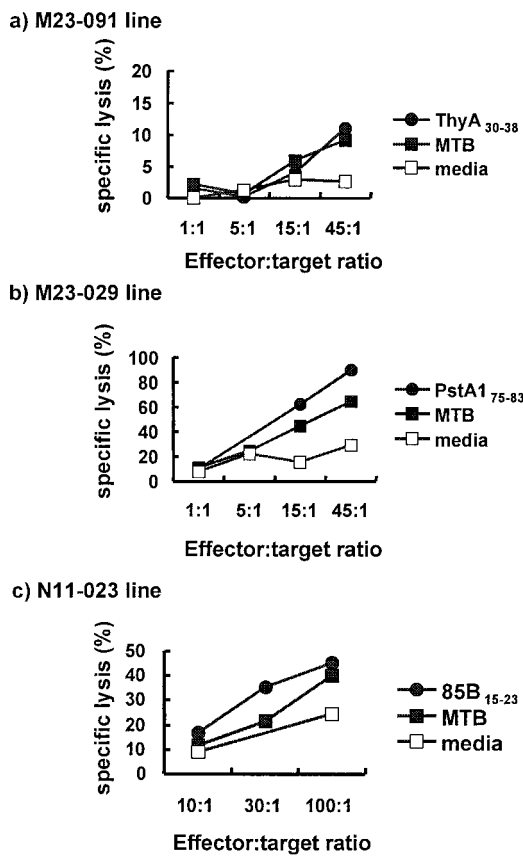 a) M23-091 line
specific lysis (%)
20
15
10
5
0
1:1 5:1 15:1 45:1
Effector:target ratio
ThyA 30-38
MTB
media
b) M23-029 line
specific lysis (%)
100
80
60
40
20
0
1:1 5:1 15:1 45:1
Effector:target ratio
PstA1 75-83
MTB
media
c) N11-023 line
specific lysis (%)
50
40
30
20
10
0
10:1 30:1 100:1
Effector:target ratio
85B 15-23
MTB
media